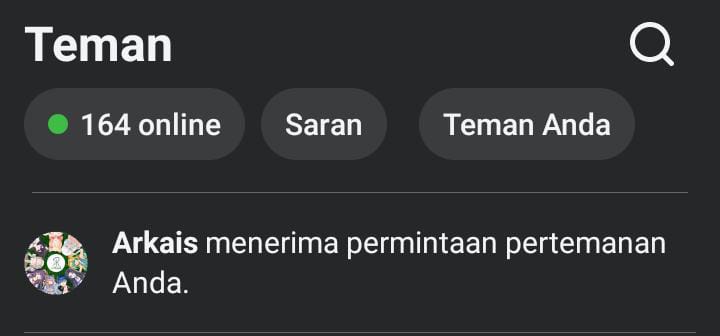 Teman
164 online
Saran
Teman Anda
Arkais menerima permintaan pertemanan
Anda.